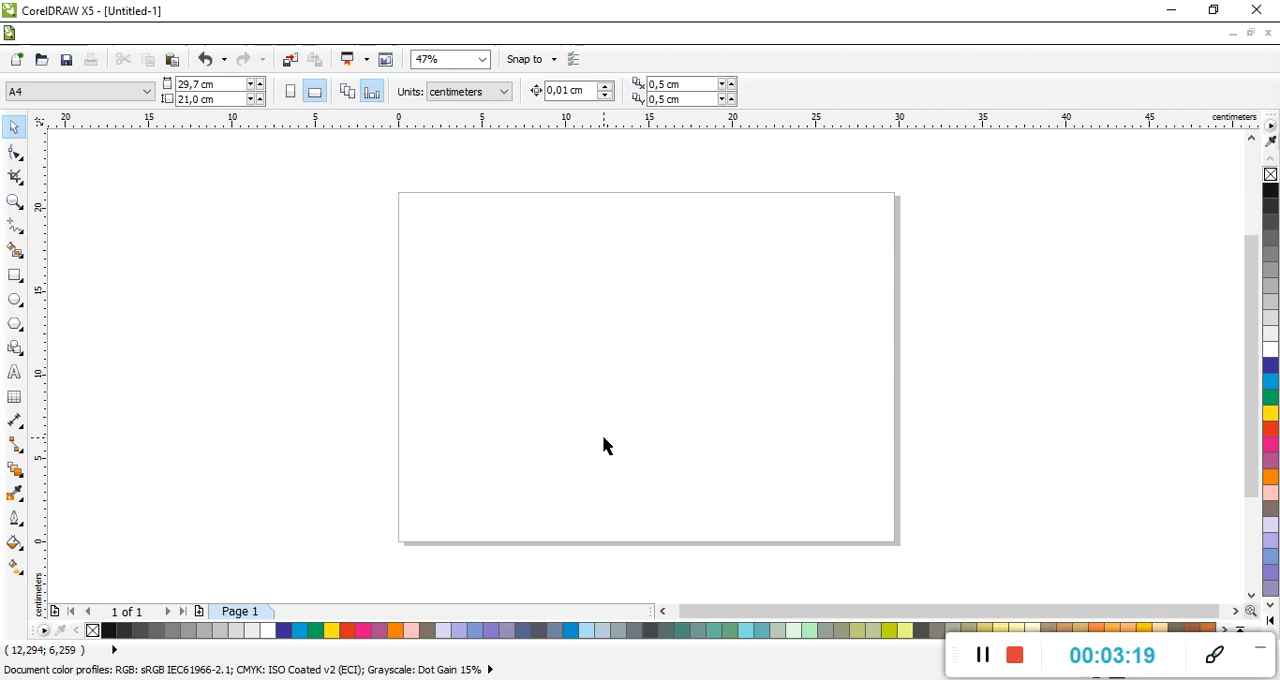 CorelDRAW X5 - [Untitled-1]
47%
Snap to
A4
29,7 cm
21,0 cm
Units: centimeters
0,01 cm
0,5 cm
0,5 cm
20 15 10 5 0 5 10 15 20 25 30 35 40 45 centimeters
20
15
10
5
0
centimeters
1 of 1
Page 1
( 12,294; 6,259 )
00:03:19
Document color profiles: RGB: sRGB IEC61966-2.1; CMYK: ISO Coated v2 (ECI); Grayscale: Dot Gain 15%